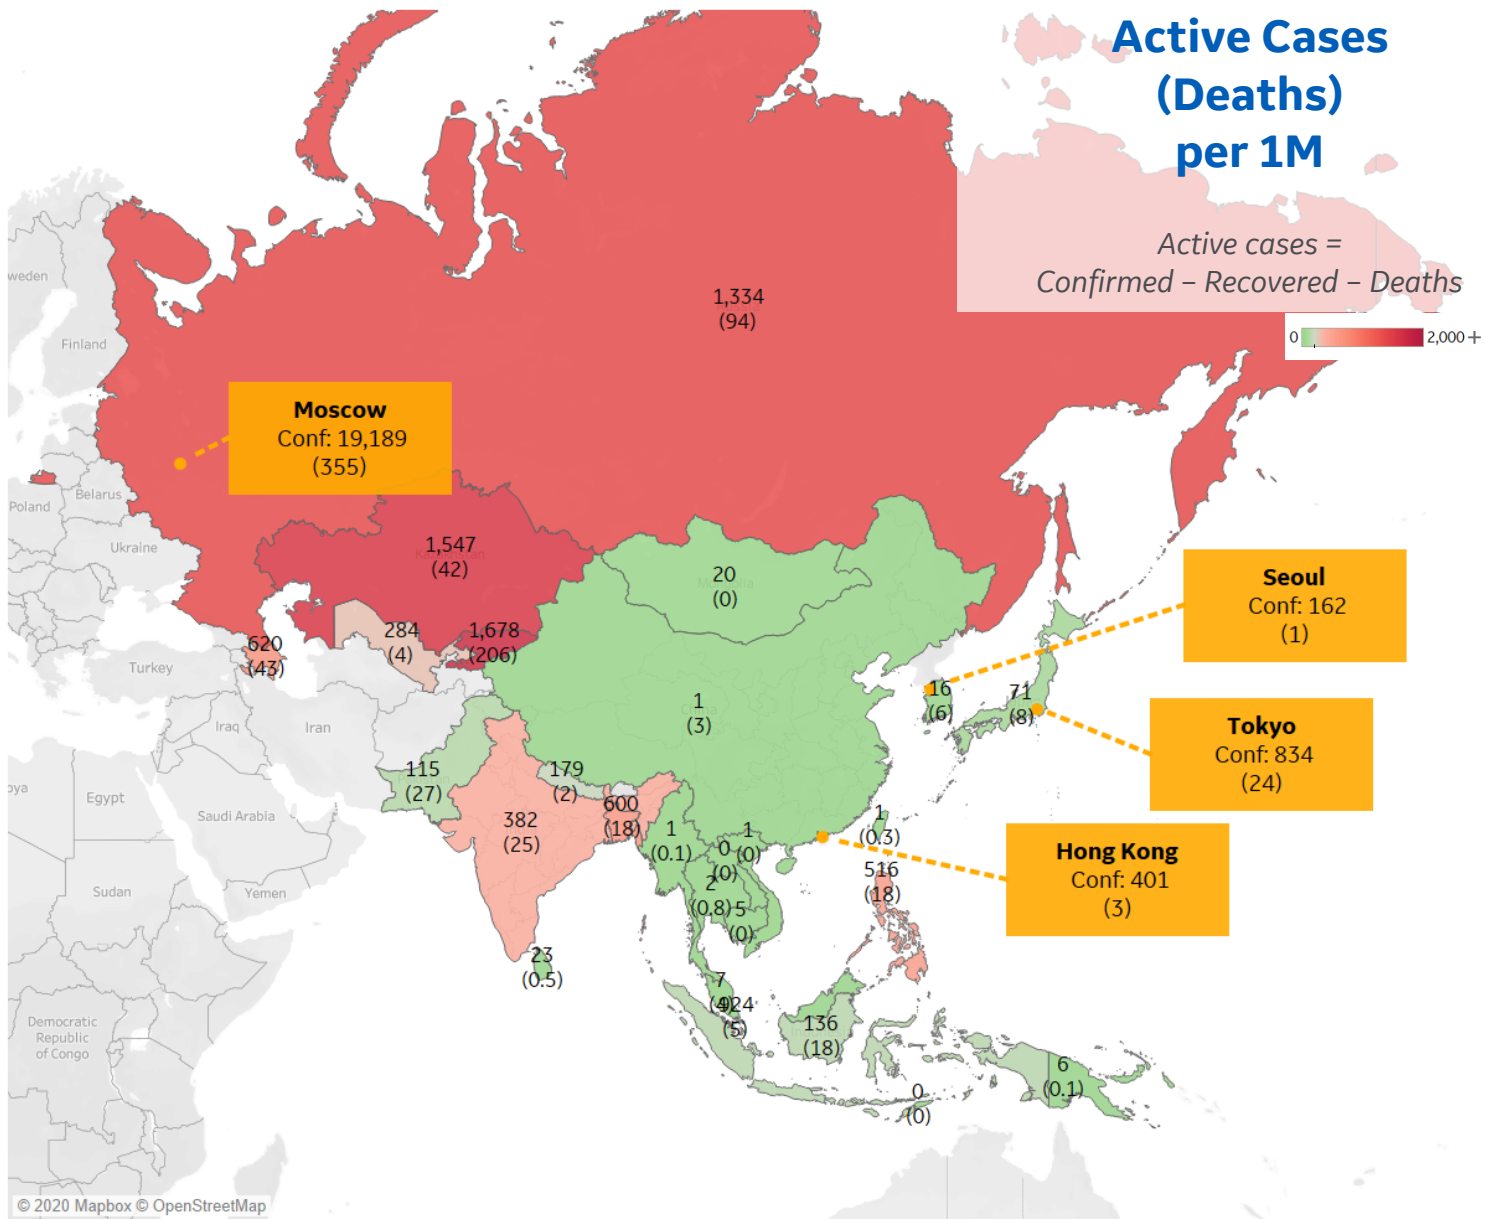 Active Cases
(Deaths)
per 1M
Active cases =
Confirmed – Recovered – Deaths
0
2,000 +
1,334
(94)
weden
Finland
Moscow
Conf: 19,189
(355)
Belarus
Poland
Ukraine
1,547
(42)
20
(0)
Seoul
Conf: 162
(1)
620
(43)
284
(4)
1,678
(206)
Turkey
16
(6)
71
(8)
1
(3)
Iraq
Iran
Tokyo
Conf: 834
(24)
115
(27)
179
(2)
oya
Egypt
Saudi Arabia
382
(25)
600
(18)
1
(0.1)
0
(0)
1
(0)
1
(0.3)
Hong Kong
Conf: 401
(3)
516
(18)
2
(0.8)
5
(0)
Sudan
Yemen
23
(0.5)
7
924
(5)
136
(18)
Democratic
Republic
of Congo
6
(0.1)
0
(0)
© 2020 Mapbox © OpenStreetMap